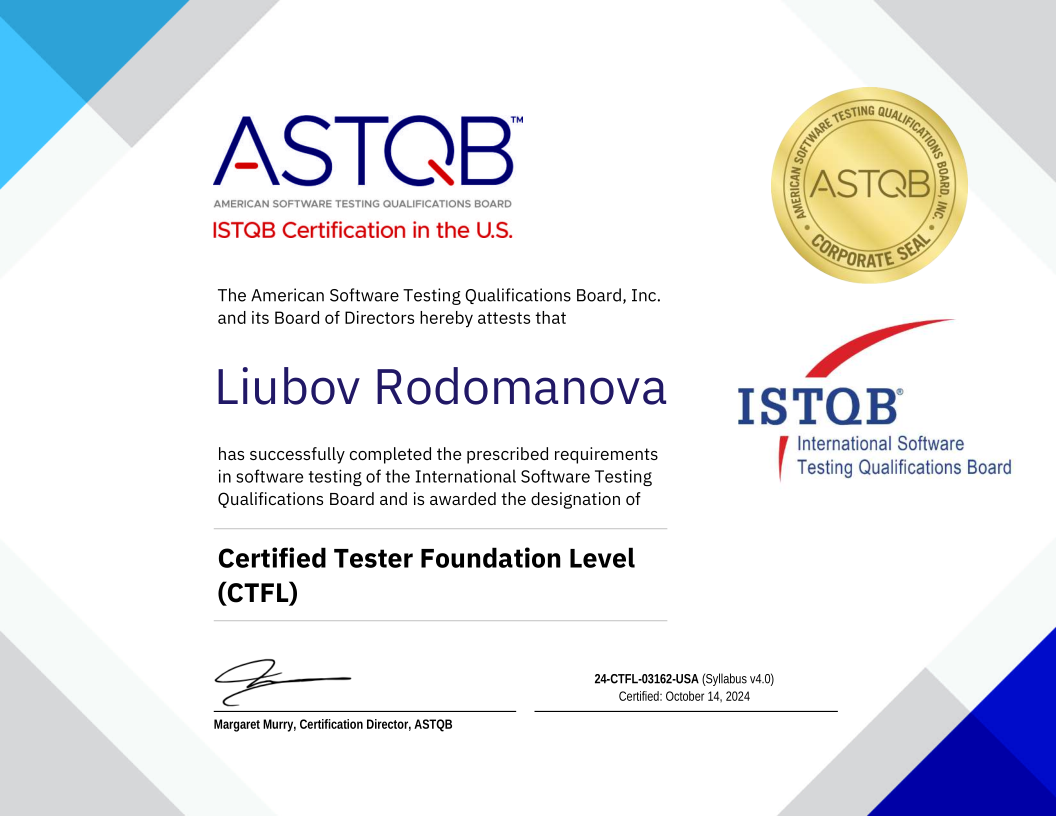 ASTQB™
AMERICAN SOFTWARE TESTING QUALIFICATIONS BOARD
ISTQB Certification in the U.S.
AMERICAN SOFTWARE TESTING QUALIFICATIONS BOARD, INC.
ASTQB
• CORPORATE SEAL •
The American Software Testing Qualifications Board, Inc.
and its Board of Directors hereby attests that
Liubov Rodomanova
ISTQB®
International Software
Testing Qualifications Board
has successfully completed the prescribed requirements
in software testing of the International Software Testing
Qualifications Board and is awarded the designation of
Certified Tester Foundation Level
(CTFL)
24-CTFL-03162-USA (Syllabus v4.0)
Certified: October 14, 2024
Margaret Murry, Certification Director, ASTQB